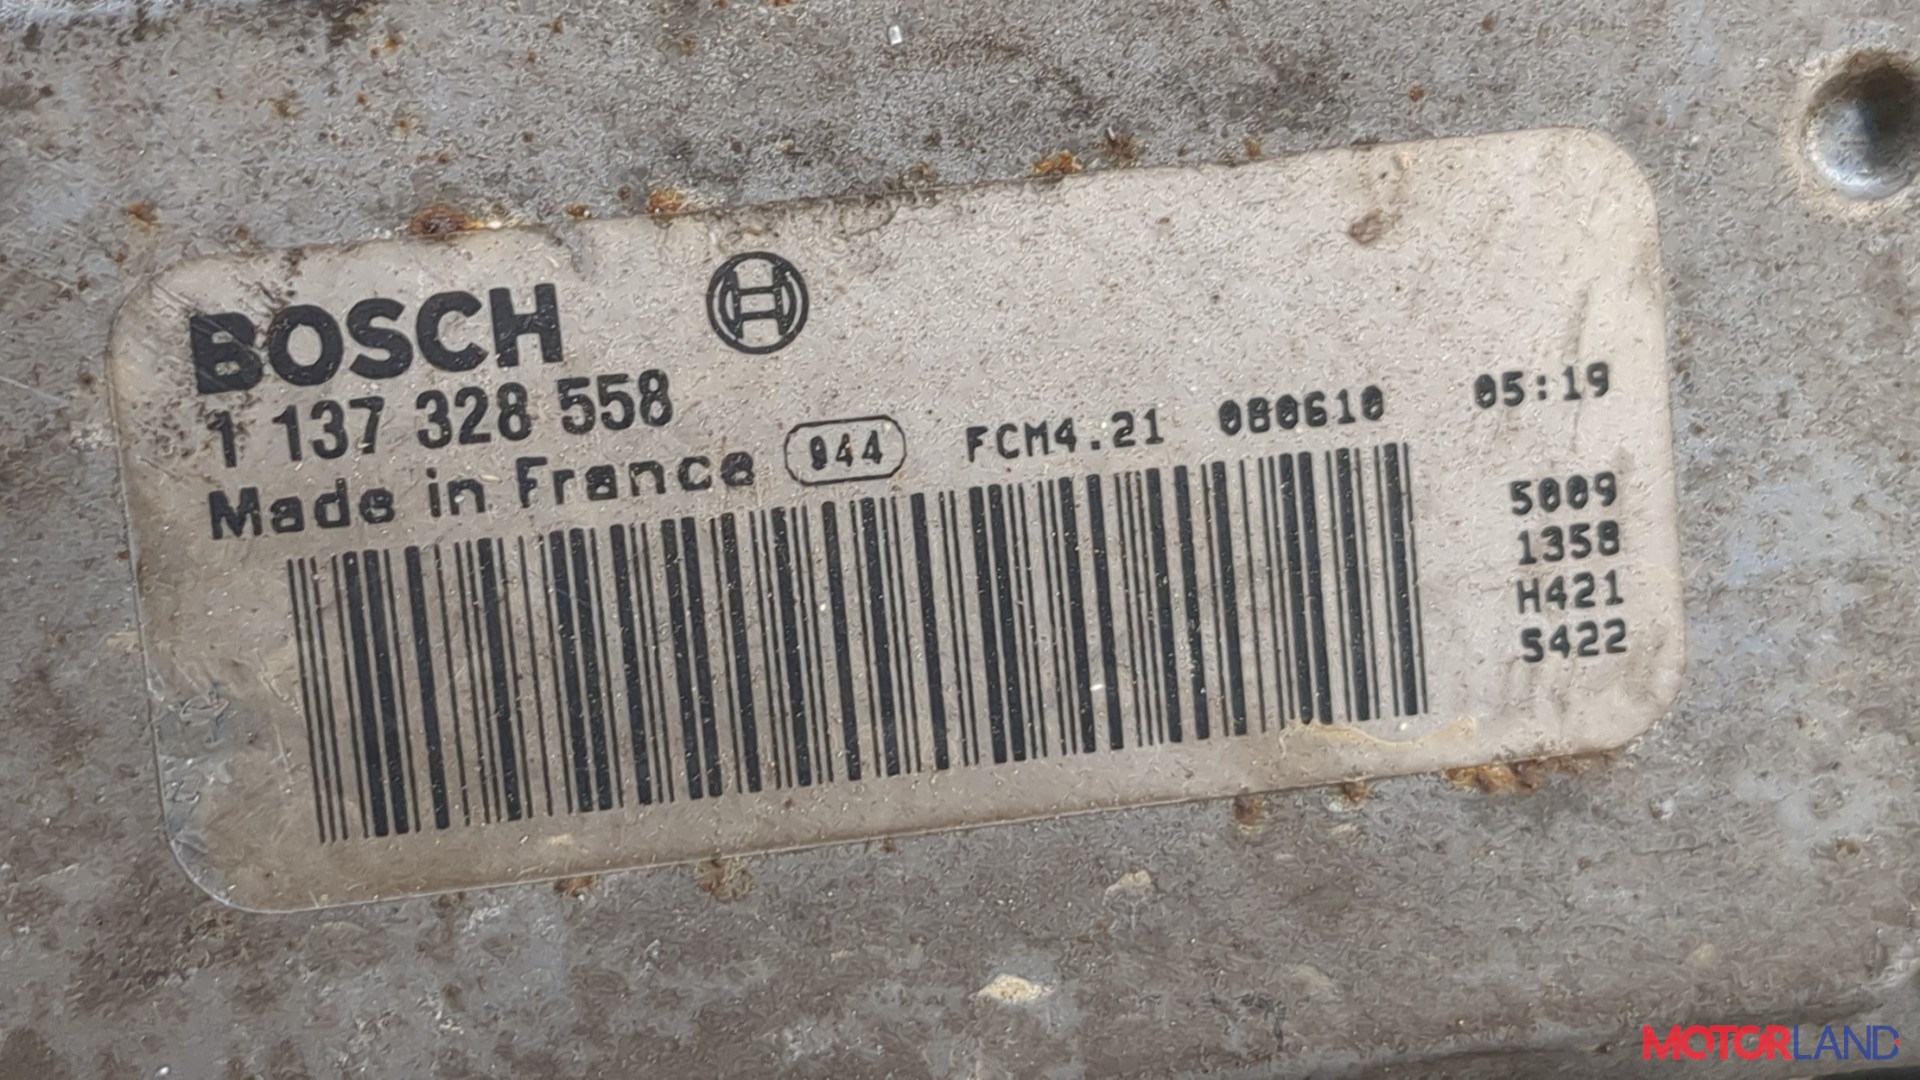 BOSCH
1 137 328 558
Made in France 944 FCM4.21 080610 05:19
5009
1358
H421
5422
MOTORLAND